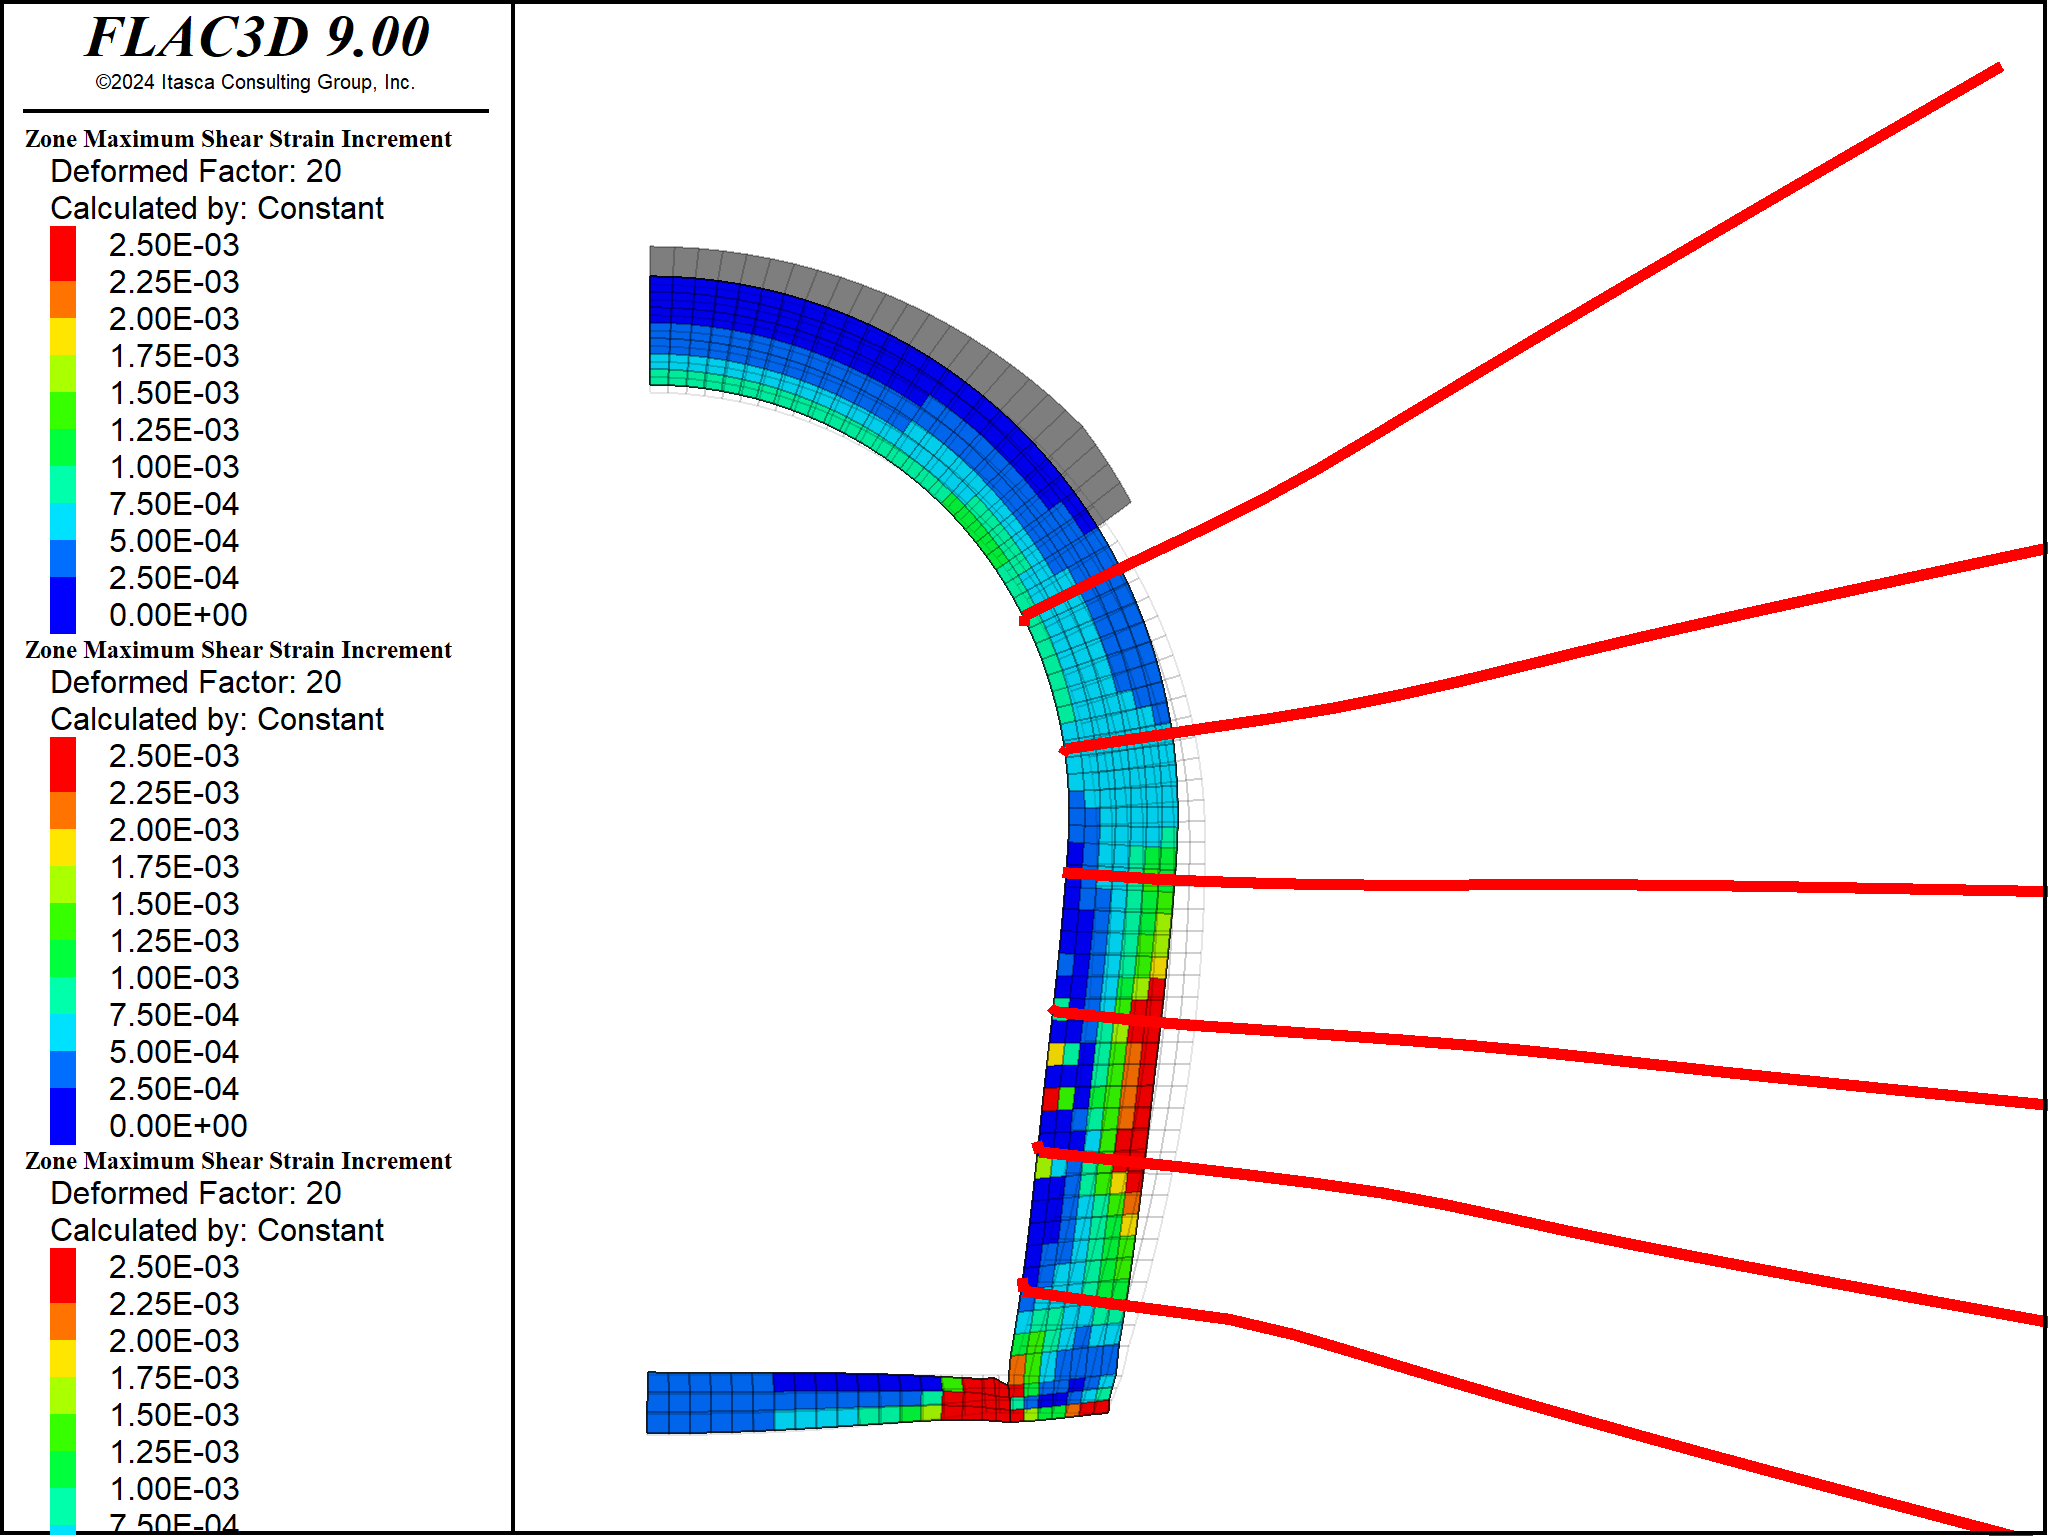 FLAC3D 9.00
©2024 Itasca Consulting Group, Inc.
Zone Maximum Shear Strain Increment
Deformed Factor: 20
Calculated by: Constant
2.50E-03
2.25E-03
2.00E-03
1.75E-03
1.50E-03
1.25E-03
1.00E-03
7.50E-04
5.00E-04
2.50E-04
0.00E+00
Zone Maximum Shear Strain Increment
Deformed Factor: 20
Calculated by: Constant
2.50E-03
2.25E-03
2.00E-03
1.75E-03
1.50E-03
1.25E-03
1.00E-03
7.50E-04
5.00E-04
2.50E-04
0.00E+00
Zone Maximum Shear Strain Increment
Deformed Factor: 20
Calculated by: Constant
2.50E-03
2.25E-03
2.00E-03
1.75E-03
1.50E-03
1.25E-03
1.00E-03
7.50E-04